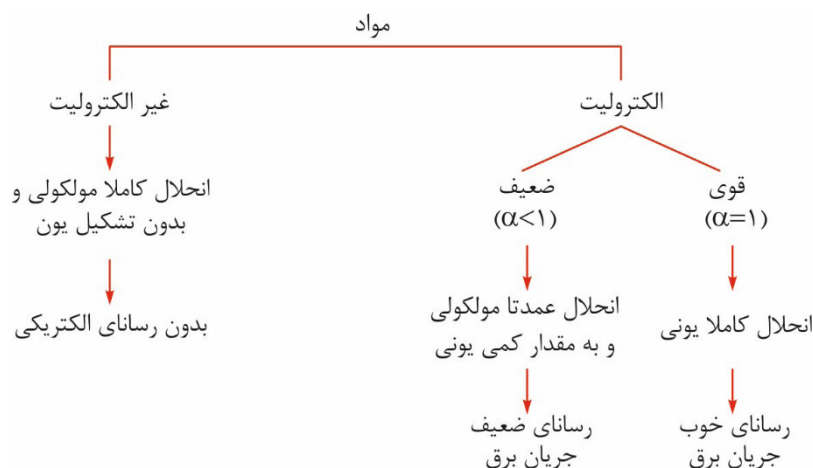 مواد
الکترولیت
غیر الکترولیت
قوی
(α=۱)
ضعیف
(α<۱)
انحلال کاملا مولکولی و
بدون تشکیل یون
انحلال کاملا یونی
انحلال عمدتا مولکولی
و به مقدار کمی یونی
بدون رسانای الکتریکی
رسانای خوب
جریان برق
رسانای ضعیف
جریان برق